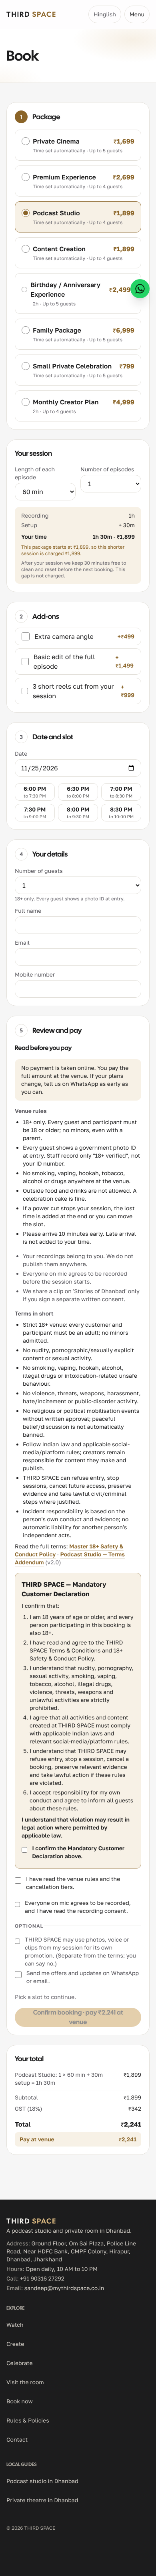 THIRD SPACE
Hinglish
Menu
Book
1
Package
Private Cinema
₹1,699
Time set automatically · Up to 5 guests
Premium Experience
₹2,699
Time set automatically · Up to 4 guests
Podcast Studio
₹1,899
Time set automatically · Up to 4 guests
Content Creation
₹1,899
Time set automatically · Up to 4 guests
Birthday / Anniversary
Experience
₹2,499
2h · Up to 5 guests
Family Package
₹6,999
Time set automatically · Up to 5 guests
Small Private Celebration
₹799
Time set automatically · Up to 5 guests
Monthly Creator Plan
₹4,999
2h · Up to 4 guests
Your session
Length of each
episode
Number of episodes
60 min
1
Recording
1h
Setup
+ 30m
Your time
1h 30m · ₹1,899
This package starts at ₹1,899, so this shorter
session is charged ₹1,899.
After your session we keep 30 minutes free to
clean and reset before the next booking. This
gap is not charged.
2
Add-ons
Extra camera angle
+₹499
Basic edit of the full
episode
+
₹1,499
3 short reels cut from your
session
+
₹999
3
Date and slot
Date
11/25/2026
6:00 PM
to 7:30 PM
6:30 PM
to 8:00 PM
7:00 PM
to 8:30 PM
7:30 PM
to 9:00 PM
8:00 PM
to 9:30 PM
8:30 PM
to 10:00 PM
4
Your details
Number of guests
1
18+ only. Every guest shows a photo ID at entry.
Full name
Email
Mobile number
5
Review and pay
Read before you pay
No payment is taken online. You pay the
full amount at the venue. If your plans
change, tell us on WhatsApp as early as
you can.
Venue rules
18+ only. Every guest and participant must
be 18 or older; no minors, even with a
parent.
Every guest shows a government photo ID
at entry. Staff record only "18+ verified", not
your ID number.
No smoking, vaping, hookah, tobacco,
alcohol or drugs anywhere at the venue.
Outside food and drinks are not allowed. A
celebration cake is fine.
If a power cut stops your session, the lost
time is added at the end or you can move
the slot.
Please arrive 10 minutes early. Late arrival
is not added to your time.
Your recordings belong to you. We do not
publish them anywhere.
Everyone on mic agrees to be recorded
before the session starts.
We share a clip on 'Stories of Dhanbad' only
if you sign a separate written consent.
Terms in short
Strict 18+ venue: every customer and
participant must be an adult; no minors
admitted.
No nudity, pornographic/sexually explicit
content or sexual activity.
No smoking, vaping, hookah, alcohol,
illegal drugs or intoxicated-related unsafe
behaviour.
No violence, threats, weapons, harassment,
hate/incitement or public-disorder activity.
No religious or political mobilisation events
without written approval; peaceful
belief/discussion is not automatically
banned.
Follow Indian law and applicable social-
media/platform rules; creators remain
responsible for content they make and
publish.
THIRD SPACE can refuse entry, stop
sessions, cancel future access, preserve
evidence and take lawful civil/criminal
steps where justified.
Incident responsibility is based on the
person's own conduct and law; no
automatic liability for another person's
independent acts.
Read the full terms: Master 18+ Safety &
Conduct Policy · Podcast Studio — Terms
Addendum (v2.0)
THIRD SPACE — Mandatory
Customer Declaration
I confirm that:
1. I am 18 years of age or older, and every
person participating in this booking is
also 18+.
2. I have read and agree to the THIRD
SPACE Terms & Conditions and 18+
Safety & Conduct Policy.
3. I understand that nudity, pornography,
sexual activity, smoking, vaping,
tobacco, alcohol, illegal drugs,
violence, threats, weapons and
unlawful activities are strictly
prohibited.
4. I agree that all activities and content
created at THIRD SPACE must comply
with applicable Indian laws and
relevant social-media/platform rules.
5. I understand that THIRD SPACE may
refuse entry, stop a session, cancel a
booking, preserve relevant evidence
and take lawful action if these rules
are violated.
6. I accept responsibility for my own
conduct and agree to inform all guests
about these rules.
I understand that violation may result in
legal action where permitted by
applicable law.
I confirm the Mandatory Customer
Declaration above.
I have read the venue rules and the
cancellation tiers.
Everyone on mic agrees to be recorded,
and I have read the recording consent.
OPTIONAL
THIRD SPACE may use photos, voice or
clips from my session for its own
promotion. (Separate from the terms; you
can say no.)
Send me offers and updates on WhatsApp
or email.
Pick a slot to continue.
Confirm booking · pay ₹2,241 at
venue
Your total
Podcast Studio: 1 × 60 min + 30m
setup = 1h 30m
₹1,899
Subtotal
₹1,899
GST (18%)
₹342
Total
₹2,241
Pay at venue
₹2,241
THIRD SPACE
A podcast studio and private room in Dhanbad.
Address: Ground Floor, Om Sai Plaza, Police Line
Road, Near HDFC Bank, CMPF Colony, Hirapur,
Dhanbad, Jharkhand
Hours: Open daily, 10 AM to 10 PM
Call: +91 90316 27292
Email: sandeep@mythirdspace.co.in
EXPLORE
Watch
Create
Celebrate
Visit the room
Book now
Rules & Policies
Contact
LOCAL GUIDES
Podcast studio in Dhanbad
Private theatre in Dhanbad
© 2026 THIRD SPACE